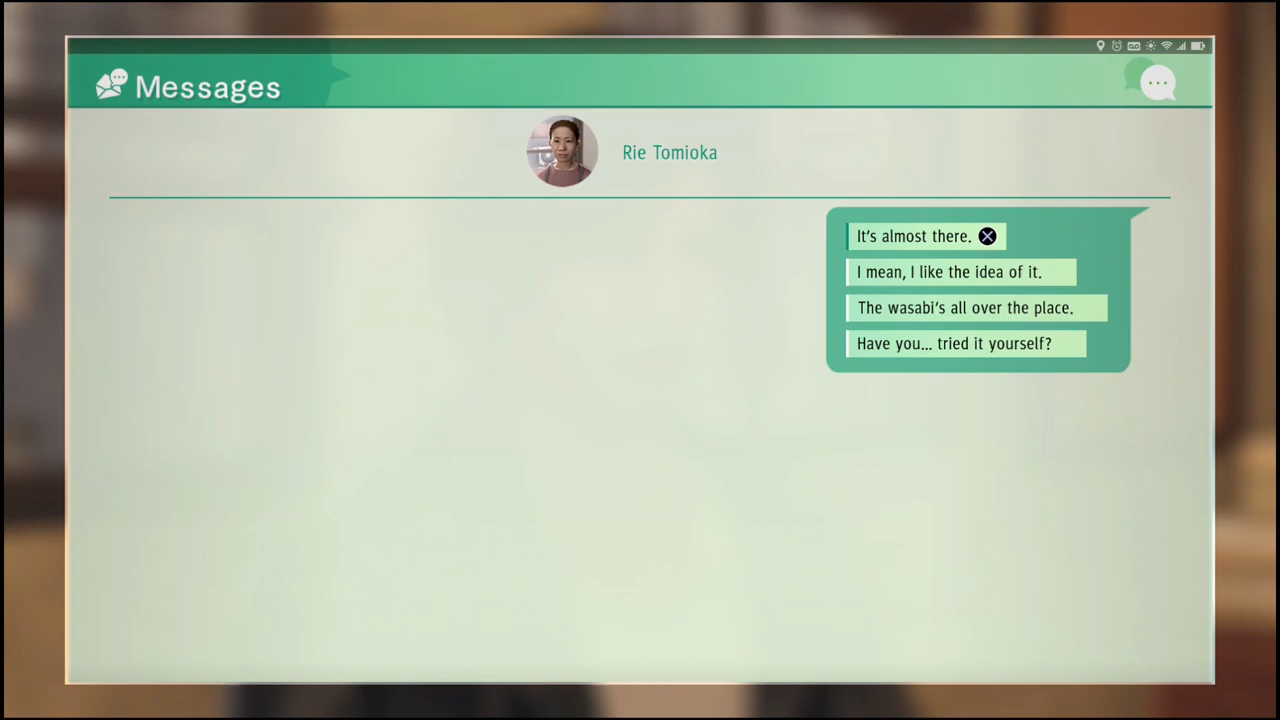 Messages
Rie Tomioka
It's almost there.
I mean, I like the idea of it.
The wasabi's all over the place.
Have you... tried it yourself?